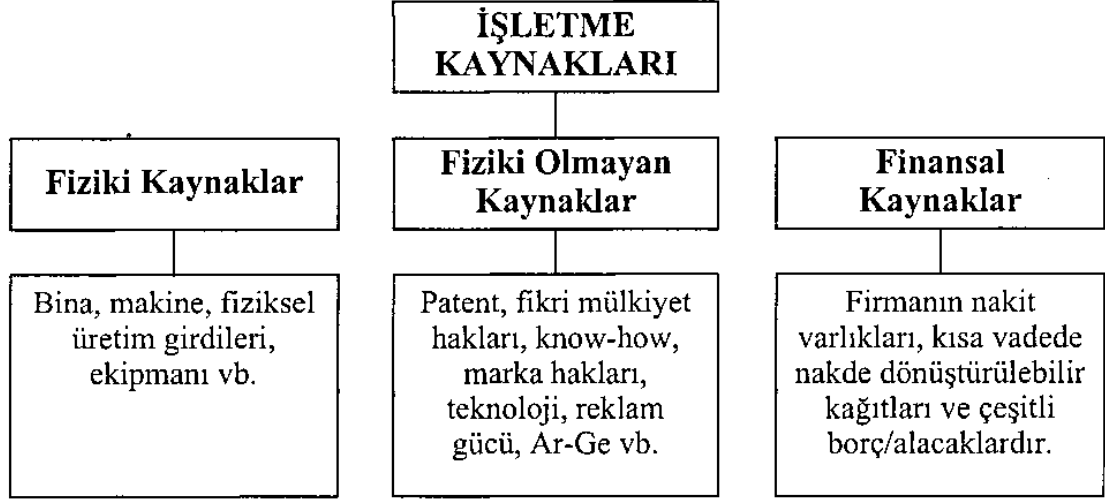 İŞLETME
KAYNAKLARI
Fiziki Kaynaklar
Fiziki Olmayan
Kaynaklar
Finansal
Kaynaklar
Bina, makine, fiziksel
üretim girdileri,
ekipmanı vb.
Patent, fikri mülkiyet
hakları, know-how,
marka hakları,
teknoloji, reklam
gücü, Ar-Ge vb.
Firmanın nakit
varlıkları, kısa vadede
nakde dönüştürülebilir
kağıtları ve çeşitli
borç/alacaklardır.